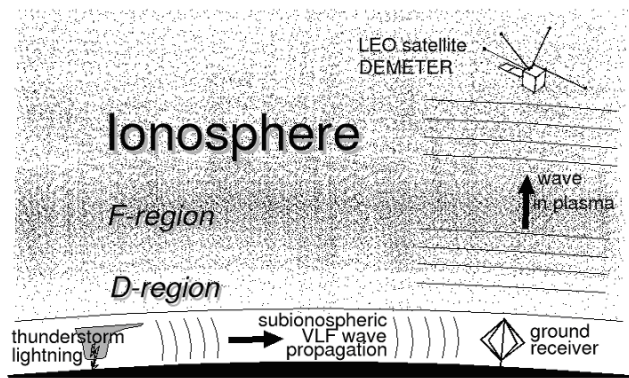 LEO satellite
DEMETER
Ionosphere
wave
in plasma
F-region
D-region
subionospheric
VLF wave
propagation
thunderstorm
lightning
ground
receiver